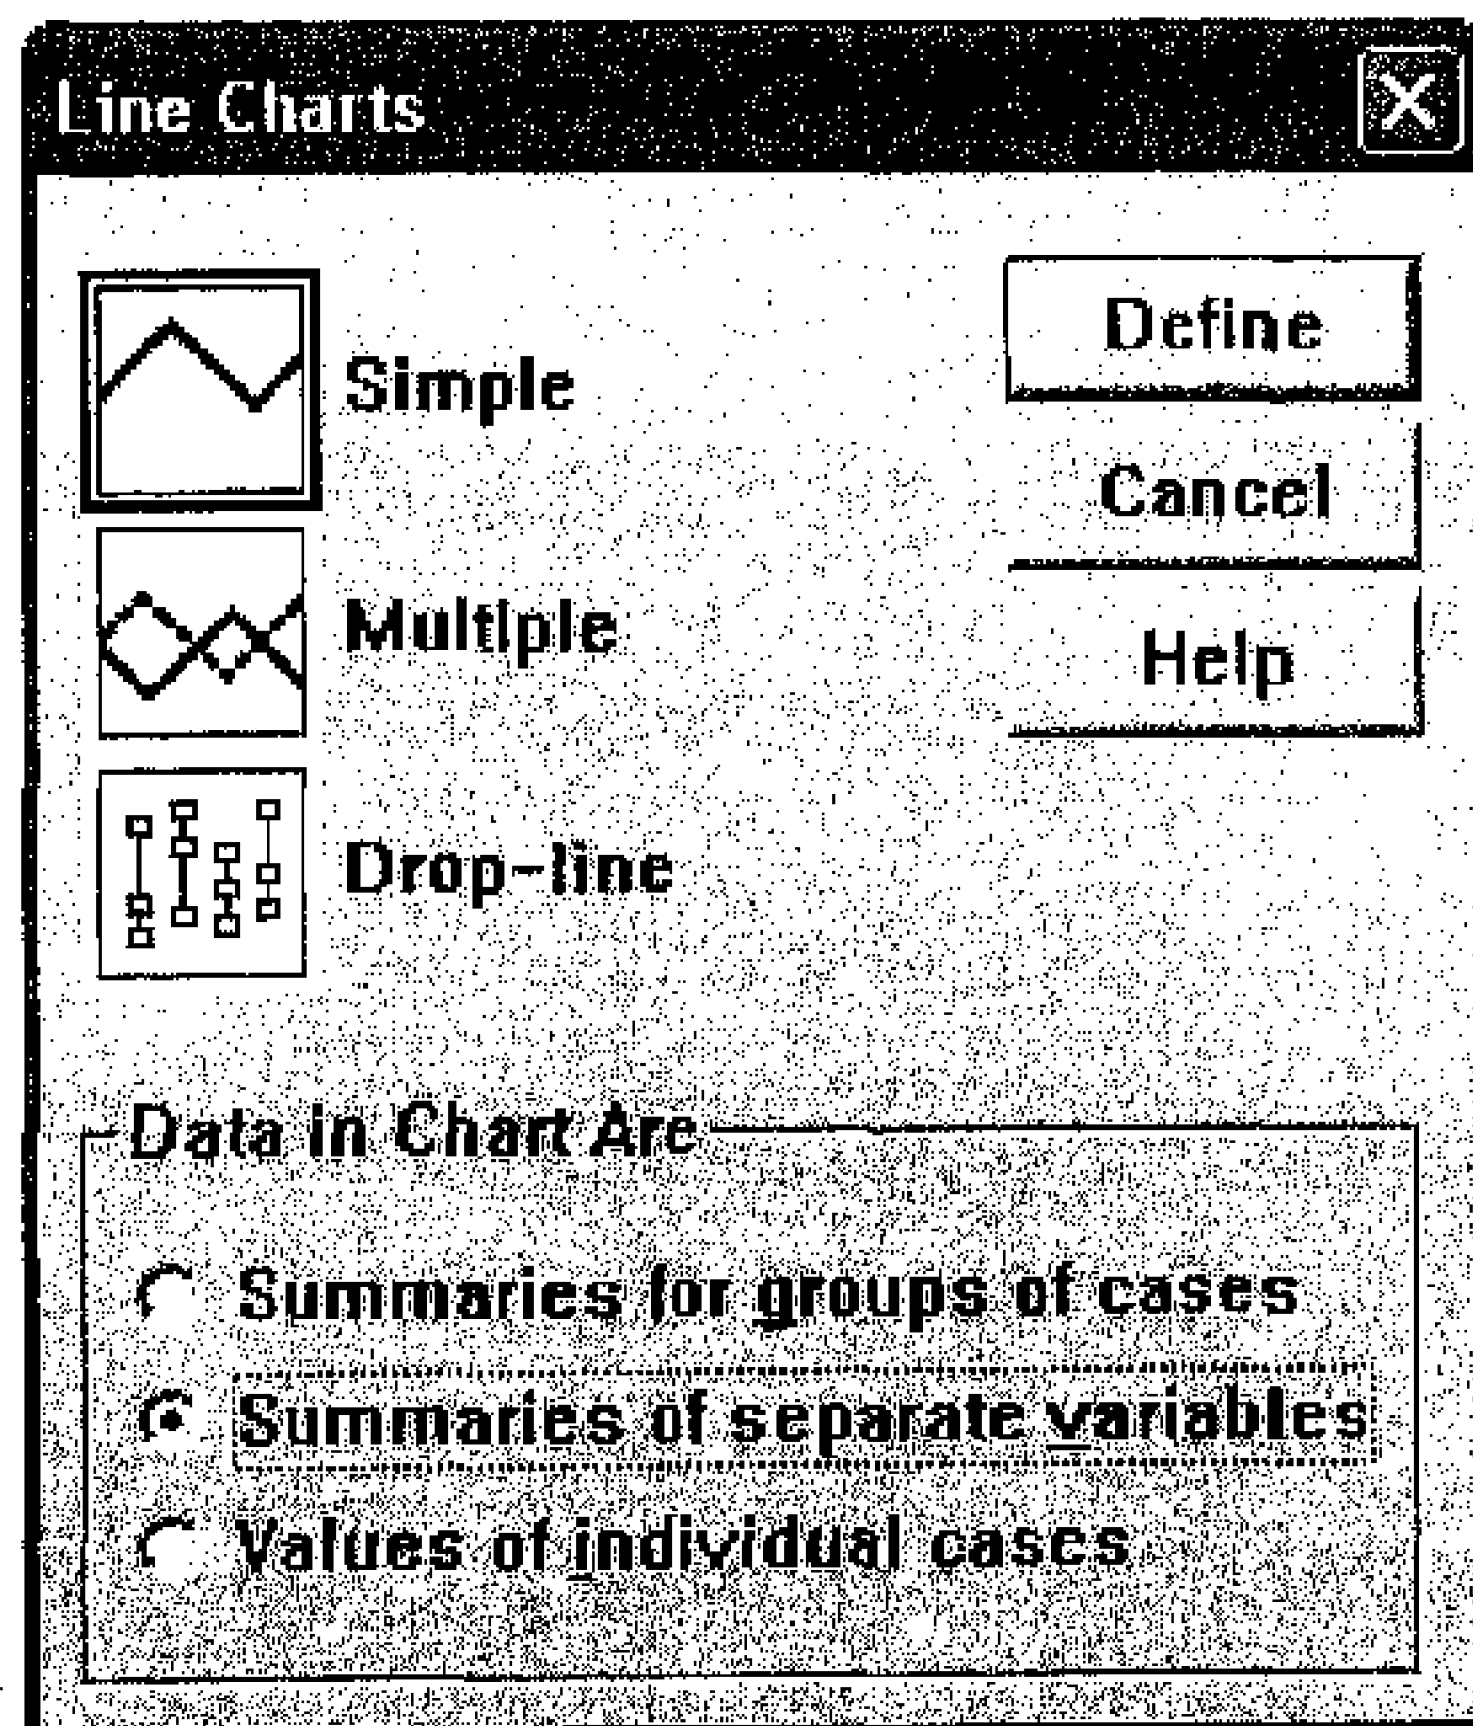 Line Charts
Simple
Define
Cancel
Multiple
Help
Drop-line
Data in Chart Are
Summaries for groups of cases
Summaries of separate variables
Values of individual cases